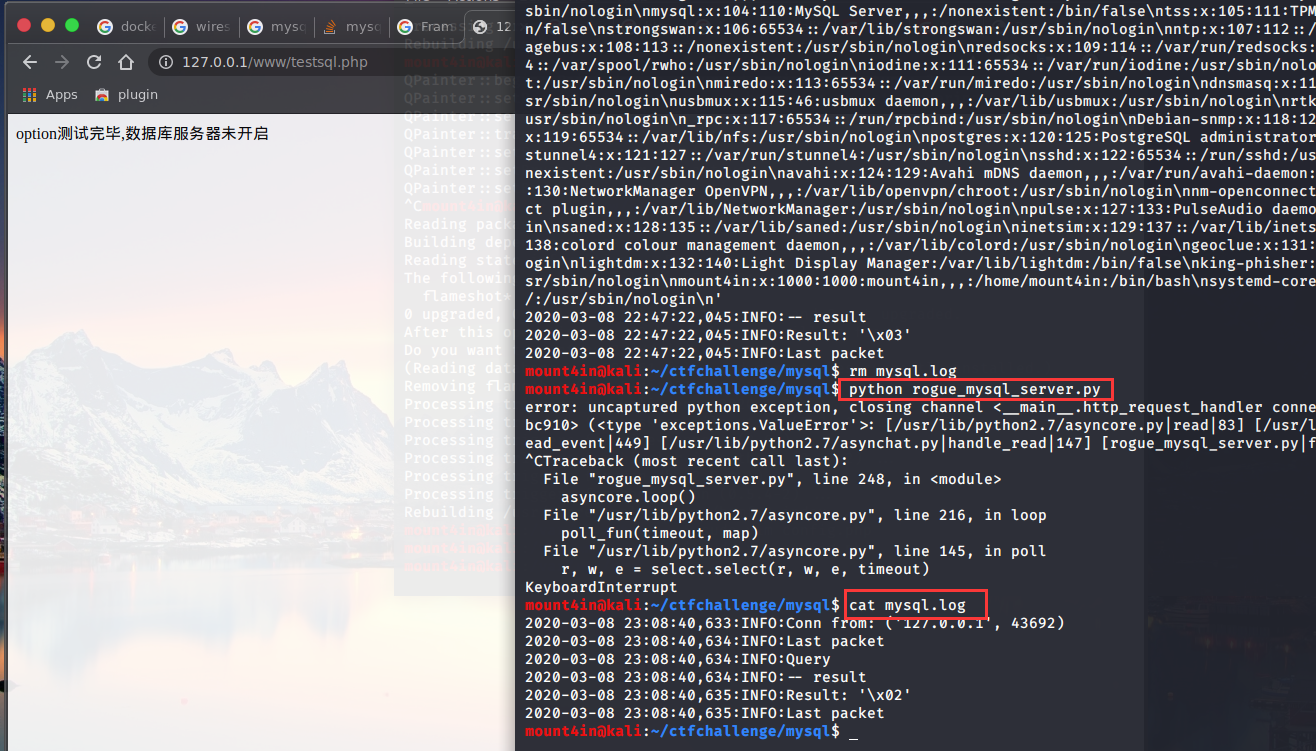 docke
wires
mysq
mysq
Fram
12
127.0.0.1/www/testsql.php
Apps
plugin
option测试完毕,数据库服务器未开启
Rebuilding /
QPainter::be
QPainter::se
QPainter::se
QPainter::tra
QPainter::se
QPainter::se
QPainter::se
^C
Reading pack
Building dep
Reading stat
The following
flameshot*
0 upgraded,
After this op
Do you want
(Reading data
Removing fla
Processing t
Processing t
Processing t
Processing t
Processing t
Processing t
Rebuilding /
sbin/nologin\nmysql:x:104:110:MySQL Server,,,:/nonexistent:/bin/false\ntss:x:105:111:TPM
n/false\nstrongswan:x:106:65534::/var/lib/strongswan:/usr/sbin/nologin\nntp:x:107:112::/
agebus:x:108:113::/nonexistent:/usr/sbin/nologin\nredsocks:x:109:114::/var/run/redsocks:
4::/var/spool/rwho:/usr/sbin/nologin\niodine:x:111:65534::/var/run/iodine:/usr/sbin/nolo
t:/usr/sbin/nologin\nmiredo:x:113:65534::/var/run/miredo:/usr/sbin/nologin\ndnsmasq:x:11
sr/sbin/nologin\nusbmux:x:115:46:usbmux daemon,,,:/var/lib/usbmux:/usr/sbin/nologin\nrtk
usr/sbin/nologin\n_rpc:x:117:65534::/run/rpcbind:/usr/sbin/nologin\nDebian-snmp:x:118:12
x:119:65534::/var/lib/nfs:/usr/sbin/nologin\npostgres:x:120:125:PostgreSQL administrator
stunnel4:x:121:127::/var/run/stunnel4:/usr/sbin/nologin\nsshd:x:122:65534::/run/sshd:/us
nexistent:/usr/sbin/nologin\navahi:x:124:129:Avahi mDNS daemon,,,:/var/run/avahi-daemon:
:130:NetworkManager OpenVPN,,,:/var/lib/openvpn/chroot:/usr/sbin/nologin\nnm-openconnect
ct plugin,,,:/var/lib/NetworkManager:/usr/sbin/nologin\npulse:x:127:133:PulseAudio daemo
in\nsaned:x:128:135::/var/lib/saned:/usr/sbin/nologin\ninetsim:x:129:137::/var/lib/inets
138:colord colour management daemon,,,:/var/lib/colord:/usr/sbin/nologin\ngeoclue:x:131:
ogin\nlightdm:x:132:140:Light Display Manager:/var/lib/lightdm:/bin/false\nking-phisher:
sr/sbin/nologin\nmount4in:x:1000:1000:mount4in,,,:/home/mount4in:/bin/bash\nsystemd-core
/:/usr/sbin/nologin\n'
2020-03-08 22:47:22,045:INFO:-- result
2020-03-08 22:47:22,045:INFO:Result: '\x03'
2020-03-08 22:47:22,045:INFO:Last packet
mount4in@kali:~/ctfchallenge/mysql$ rm mysql.log
mount4in@kali:~/ctfchallenge/mysql$ python rogue_mysql_server.py
error: uncaptured python exception, closing channel <__main__.http_request_handler conne
bc910> (<type 'exceptions.ValueError'>: [/usr/lib/python2.7/asyncore.py|read|83] [/usr/l
ead_event|449] [/usr/lib/python2.7/asynchat.py|handle_read|147] [rogue_mysql_server.py|f
^CTraceback (most recent call last):
File "rogue_mysql_server.py", line 248, in <module>
asyncore.loop()
File "/usr/lib/python2.7/asyncore.py", line 216, in loop
poll_fun(timeout, map)
File "/usr/lib/python2.7/asyncore.py", line 145, in poll
r, w, e = select.select(r, w, e, timeout)
KeyboardInterrupt
mount4in@kali:~/ctfchallenge/mysql$ cat mysql.log
2020-03-08 23:08:40,633:INFO:Conn from: ('127.0.0.1', 43692)
2020-03-08 23:08:40,634:INFO:Last packet
2020-03-08 23:08:40,634:INFO:Query
2020-03-08 23:08:40,634:INFO:-- result
2020-03-08 23:08:40,635:INFO:Result: '\x02'
2020-03-08 23:08:40,635:INFO:Last packet
mount4in@kali:~/ctfchallenge/mysql$ _